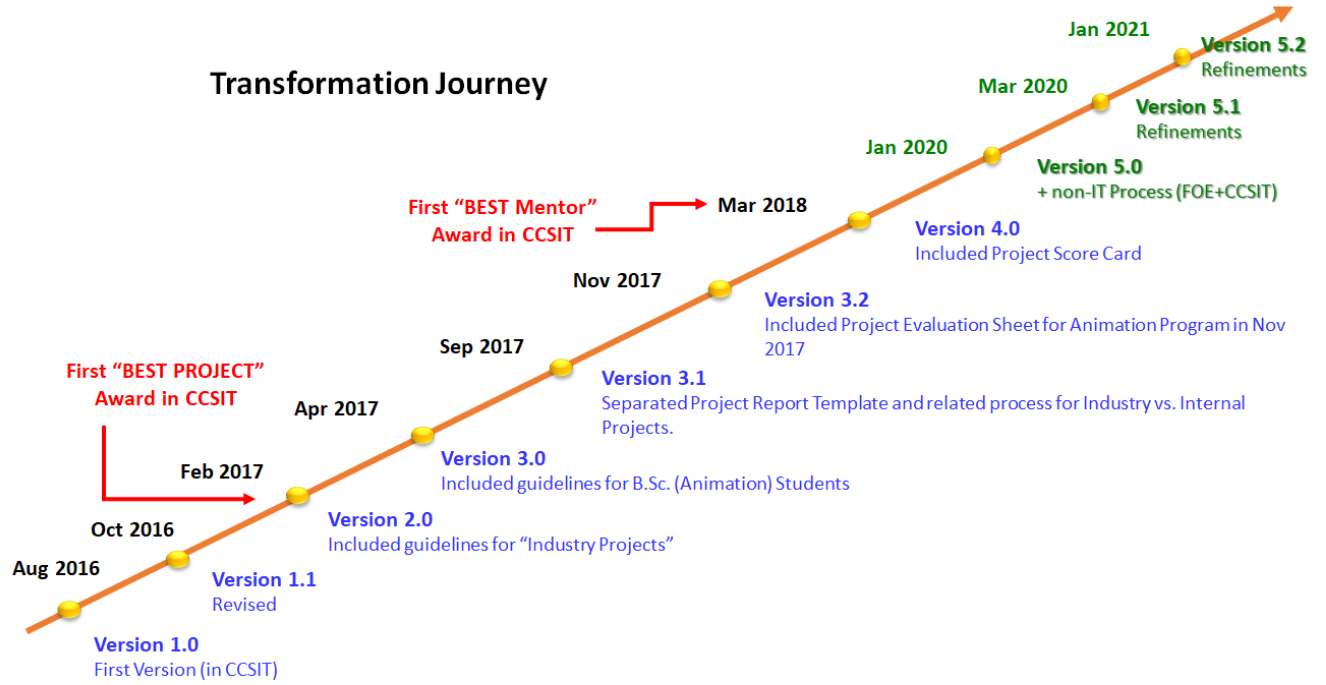 Transformation Journey
Jan 2021
Version 5.2
Refinements
Mar 2020
Version 5.1
Refinements
Jan 2020
Version 5.0
+ non-IT Process (FOE+CCSIT)
First “BEST Mentor”
Award in CCSIT
Mar 2018
Version 4.0
Included Project Score Card
Nov 2017
Version 3.2
Included Project Evaluation Sheet for Animation Program in Nov
2017
Sep 2017
Version 3.1
Separated Project Report Template and related process for Industry vs. Internal
Projects.
First “BEST PROJECT”
Award in CCSIT
Apr 2017
Version 3.0
Included guidelines for B.Sc. (Animation) Students
Feb 2017
Version 2.0
Included guidelines for “Industry Projects”
Oct 2016
Version 1.1
Revised
Aug 2016
Version 1.0
First Version (in CCSIT)